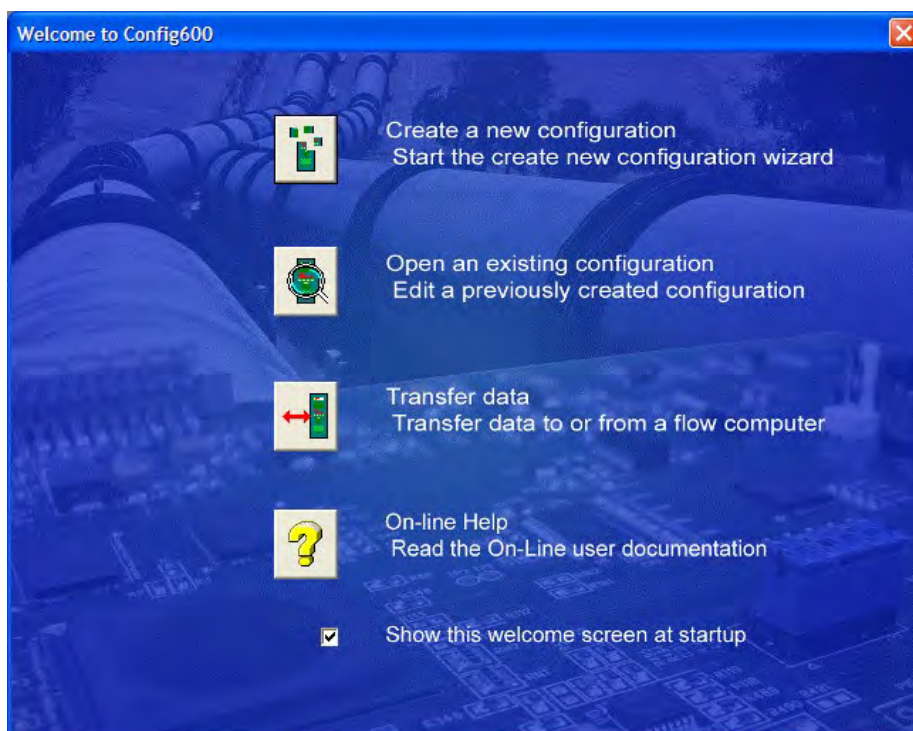 Welcome to Config600
Create a new configuration
Start the create new configuration wizard
Open an existing configuration
Edit a previously created configuration
Transfer data
Transfer data to or from a flow computer
On-line Help
Read the On-Line user documentation
Show this welcome screen at startup